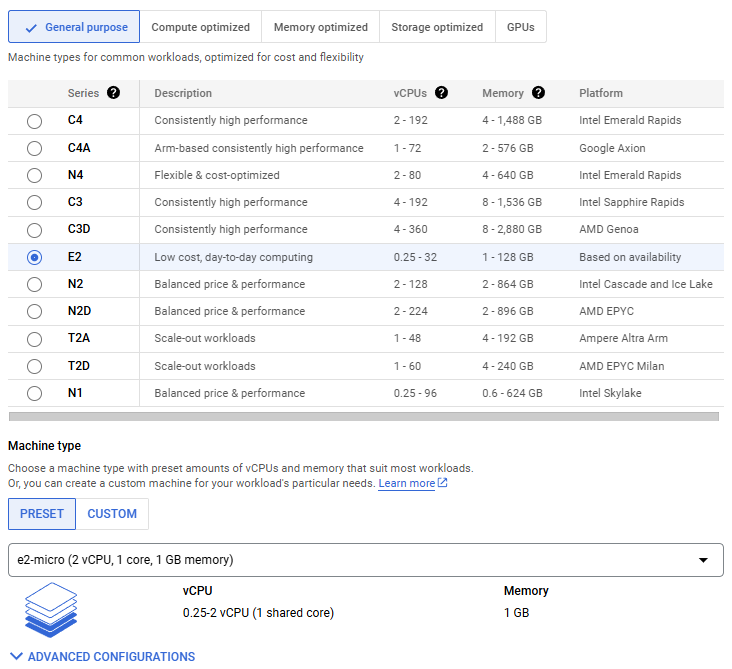 General purpose Compute optimized Memory optimized Storage optimized GPUs
Machine types for common workloads, optimized for cost and flexibility
Series ? Description vCPUs ? Memory ? Platform
C4 Consistently high performance 2 - 192 4 - 1,488 GB Intel Emerald Rapids
C4A Arm-based consistently high performance 1 - 72 2 - 576 GB Google Axion
N4 Flexible & cost-optimized 2 - 80 4 - 640 GB Intel Emerald Rapids
C3 Consistently high performance 4 - 192 8 - 1,536 GB Intel Sapphire Rapids
C3D Consistently high performance 4 - 360 8 - 2,880 GB AMD Genoa
E2 Low cost, day-to-day computing 0.25 - 32 1 - 128 GB Based on availability
N2 Balanced price & performance 2 - 128 2 - 864 GB Intel Cascade and Ice Lake
N2D Balanced price & performance 2 - 224 2 - 896 GB AMD EPYC
T2A Scale-out workloads 1 - 48 4 - 192 GB Ampere Altra Arm
T2D Scale-out workloads 1 - 60 4 - 240 GB AMD EPYC Milan
N1 Balanced price & performance 0.25 - 96 0.6 - 624 GB Intel Skylake
Machine type
Choose a machine type with preset amounts of vCPUs and memory that suit most workloads.
Or, you can create a custom machine for your workload's particular needs. Learn more
PRESET CUSTOM
e2-micro (2 vCPU, 1 core, 1 GB memory)
vCPU Memory
0.25-2 vCPU (1 shared core) 1 GB
ADVANCED CONFIGURATIONS